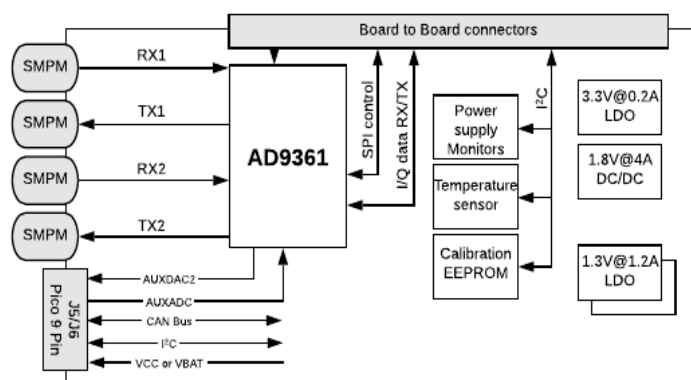 Board to Board connectors
SMPM
RX1
SMPM
TX1
SMPM
RX2
SMPM
TX2
AD9361
SPI control
I/Q data RX/TX
I²C
Power
supply
Monitors
Temperature
sensor
Calibration
EEPROM
3.3V@0.2A
LDO
1.8V@4A
DC/DC
1.3V@1.2A
LDO
J5/J6
Pico 9 Pin
AUXDAC2
AUXADC
CAN Bus
I²C
VCC or VBAT